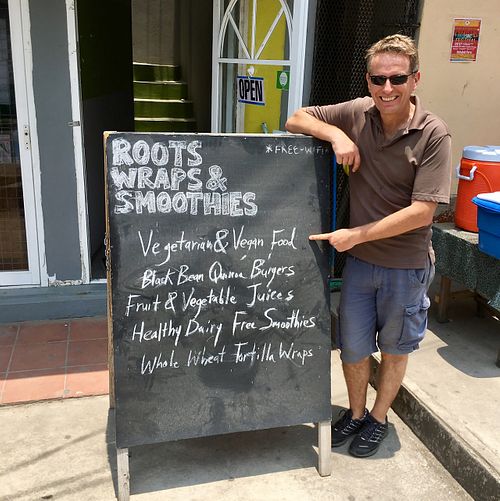 OPEN
*FREE-WIFI
ROOTS
WRAPS &
SMOOTHIES
Vegetarian & Vegan Food
Black Bean Quinoa Burgers
Fruit & Vegetable Juices
Healthy Dairy Free Smoothies
Whole Wheat Tortilla Wraps